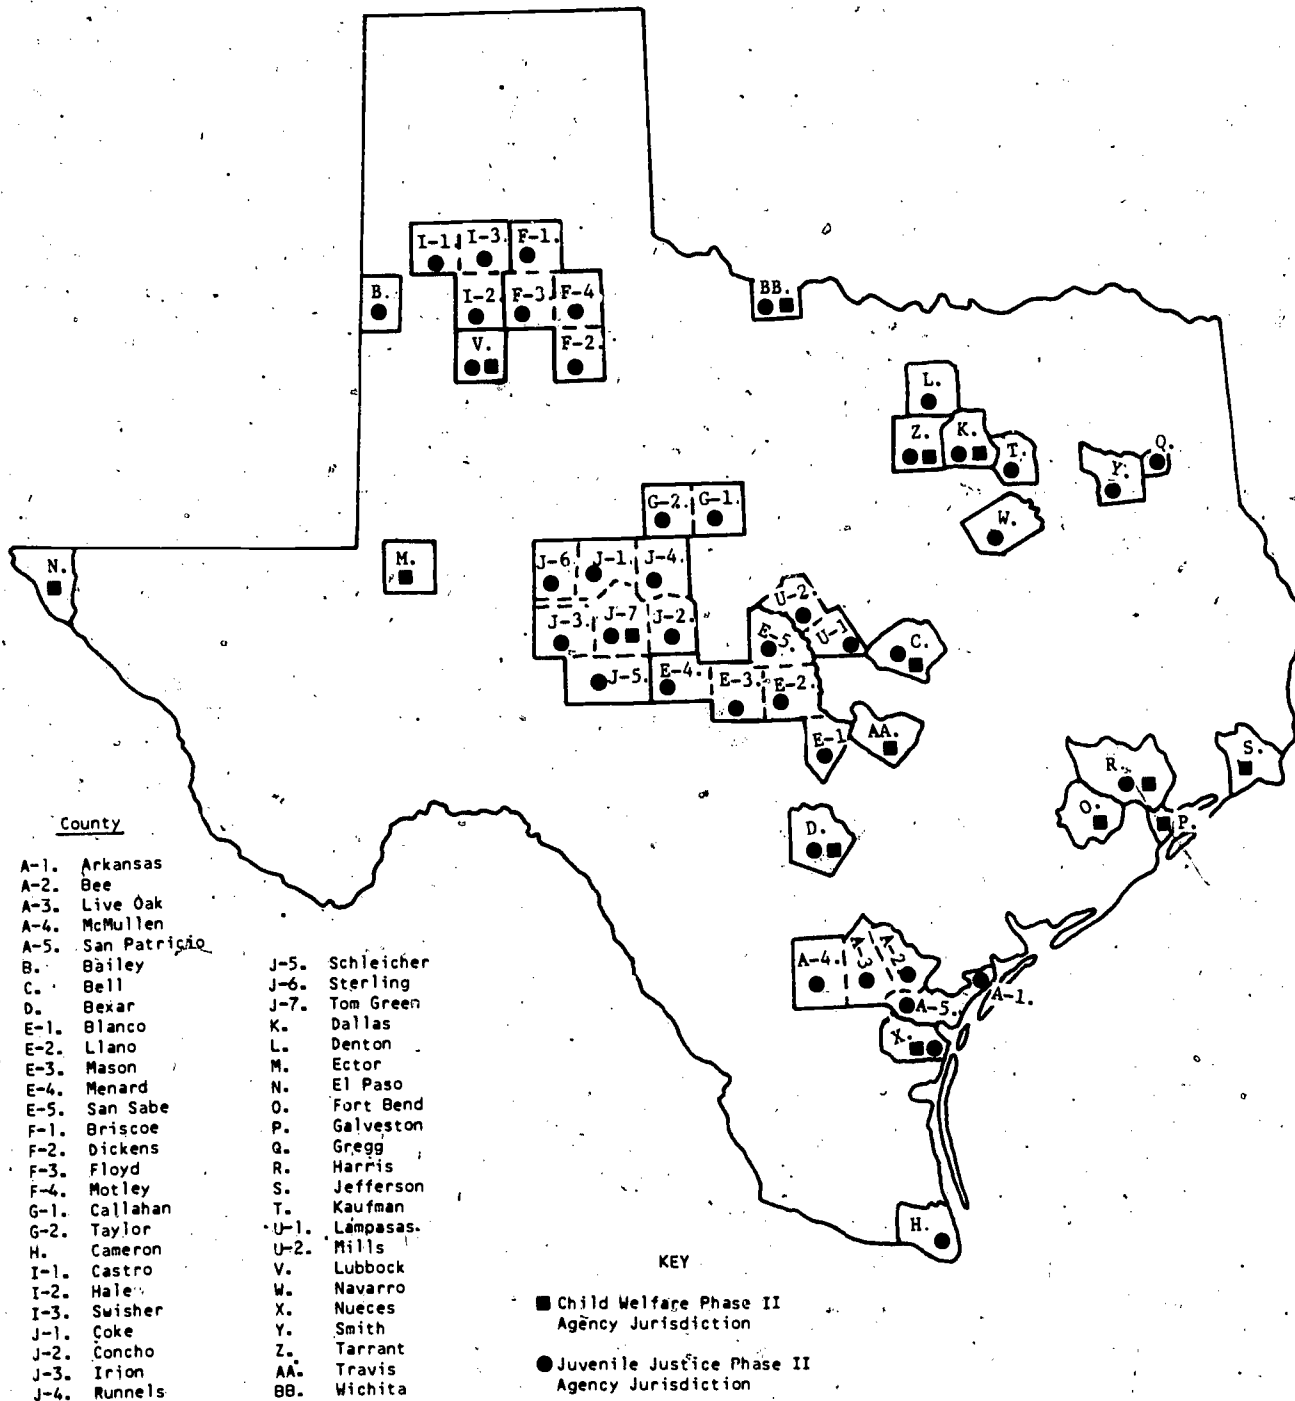 I-1.
I-3.
F-1.
B.
I-2.
F-3.
F-4
V.
F-2.
BB.
L.
Z.
K.
T.
Y.
Q.
W.
G-2.
G-1.
N.
M.
J-6.
J-1.
J-4.
J-3.
J-7
J-2.
J-5.
E-4.
E-3.
E-2.
E-5.
U-2.
U-1
C.
E-1
AA.
R.
S.
O.
P.
D.
A-4.
A-3
A-2
A-5.
A-1.
X.
H.
County
A-1. Arkansas
A-2. Bee
A-3. Live Oak
A-4. McMullen
A-5. San Patricio
B. Bailey
C. Bell
D. Bexar
E-1. Blanco
E-2. Llano
E-3. Mason
E-4. Menard
E-5. San Sabe
F-1. Briscoe
F-2. Dickens
F-3. Floyd
F-4. Motley
G-1. Callahan
G-2. Taylor
H. Cameron
I-1. Castro
I-2. Hale
I-3. Swisher
J-1. Coke
J-2. Concho
J-3. Irion
J-4. Runnels
J-5. Schleicher
J-6. Sterling
J-7. Tom Green
K. Dallas
L. Denton
M. Ector
N. El Paso
O. Fort Bend
P. Galveston
Q. Gregg
R. Harris
S. Jefferson
T. Kaufman
U-1. Lampasas
U-2. Mills
V. Lubbock
W. Navarro
X. Nueces
Y. Smith
Z. Tarrant
AA. Travis
BB. Wichita
KEY
Child Welfare Phase II
Agency Jurisdiction
Juvenile Justice Phase II
Agency Jurisdiction